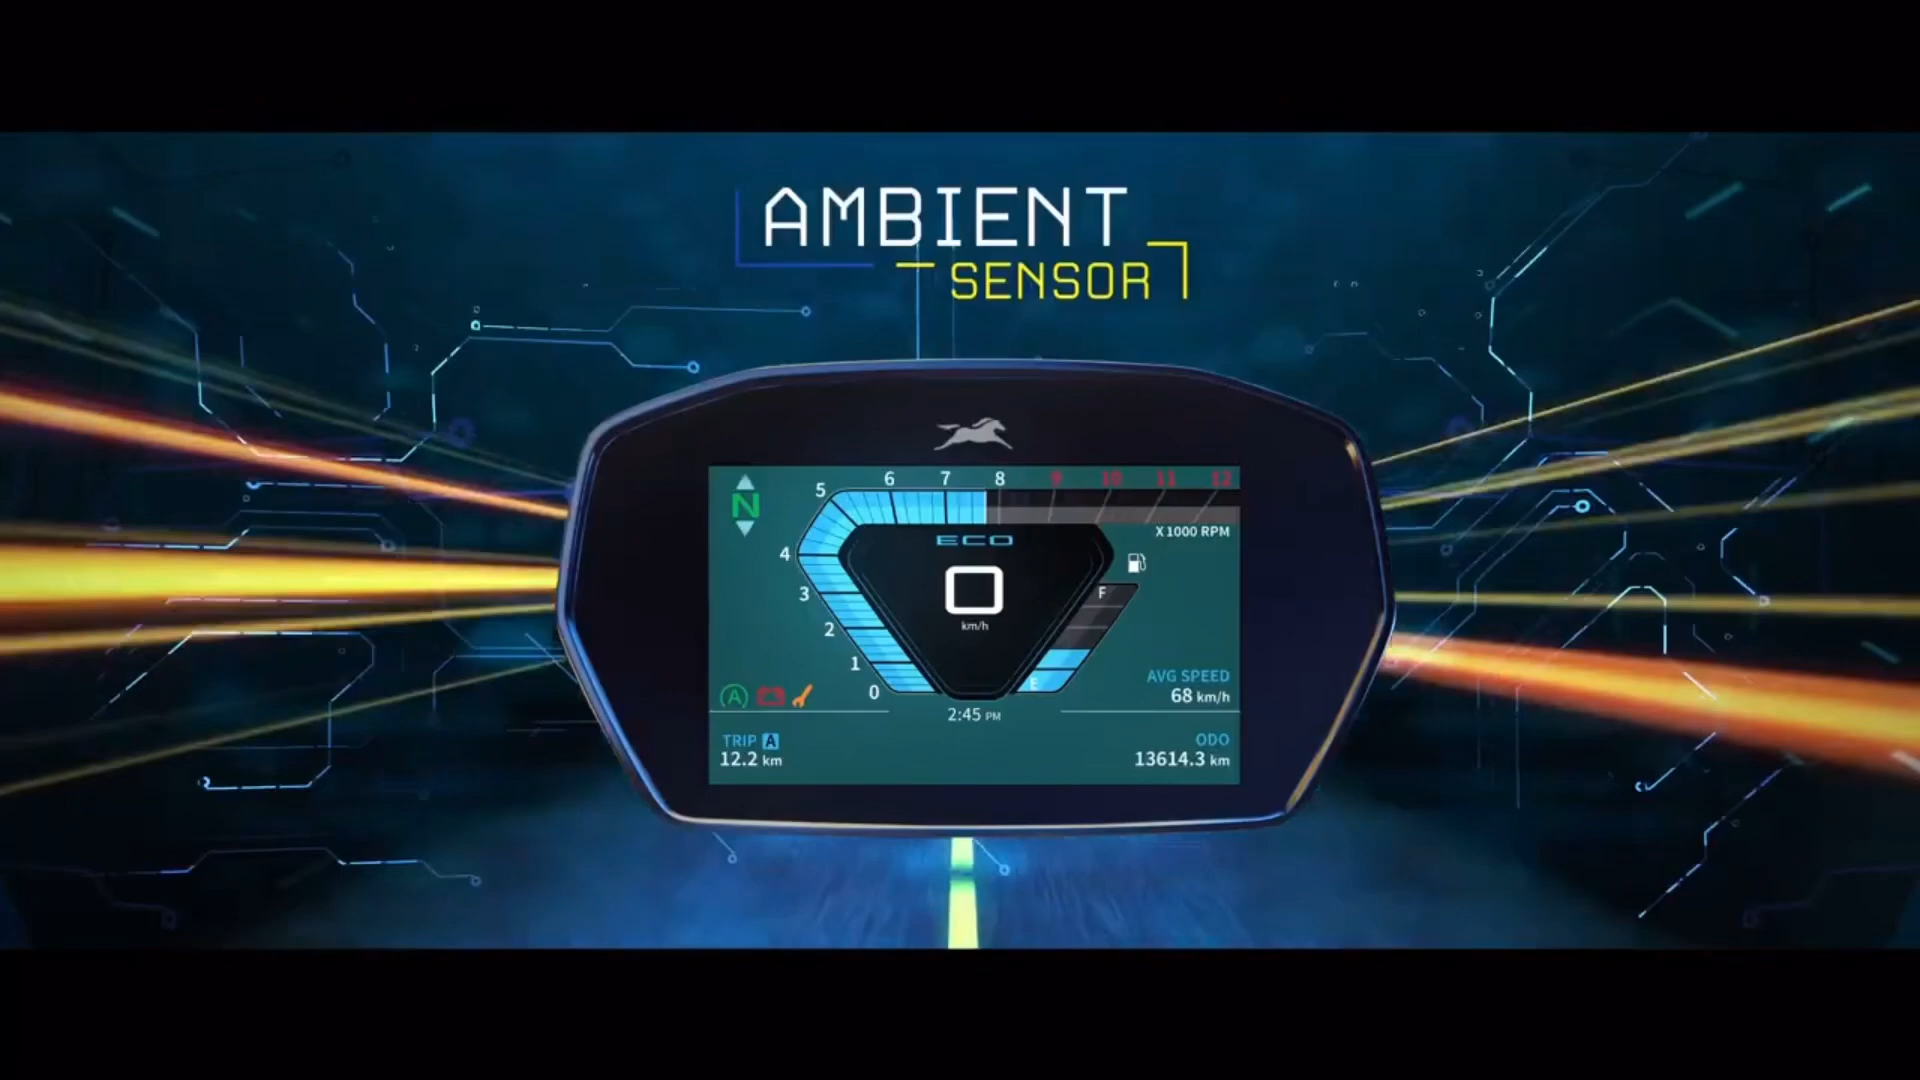 AMBIENT
SENSOR
N
5 6 7 8 9 10 11 12
X 1000 RPM
ECO
4
0
F
3
km/h
2
1
E
0
AVG SPEED
68 km/h
A
2:45 PM
TRIP A
12.2 km
ODO
13614.3 km